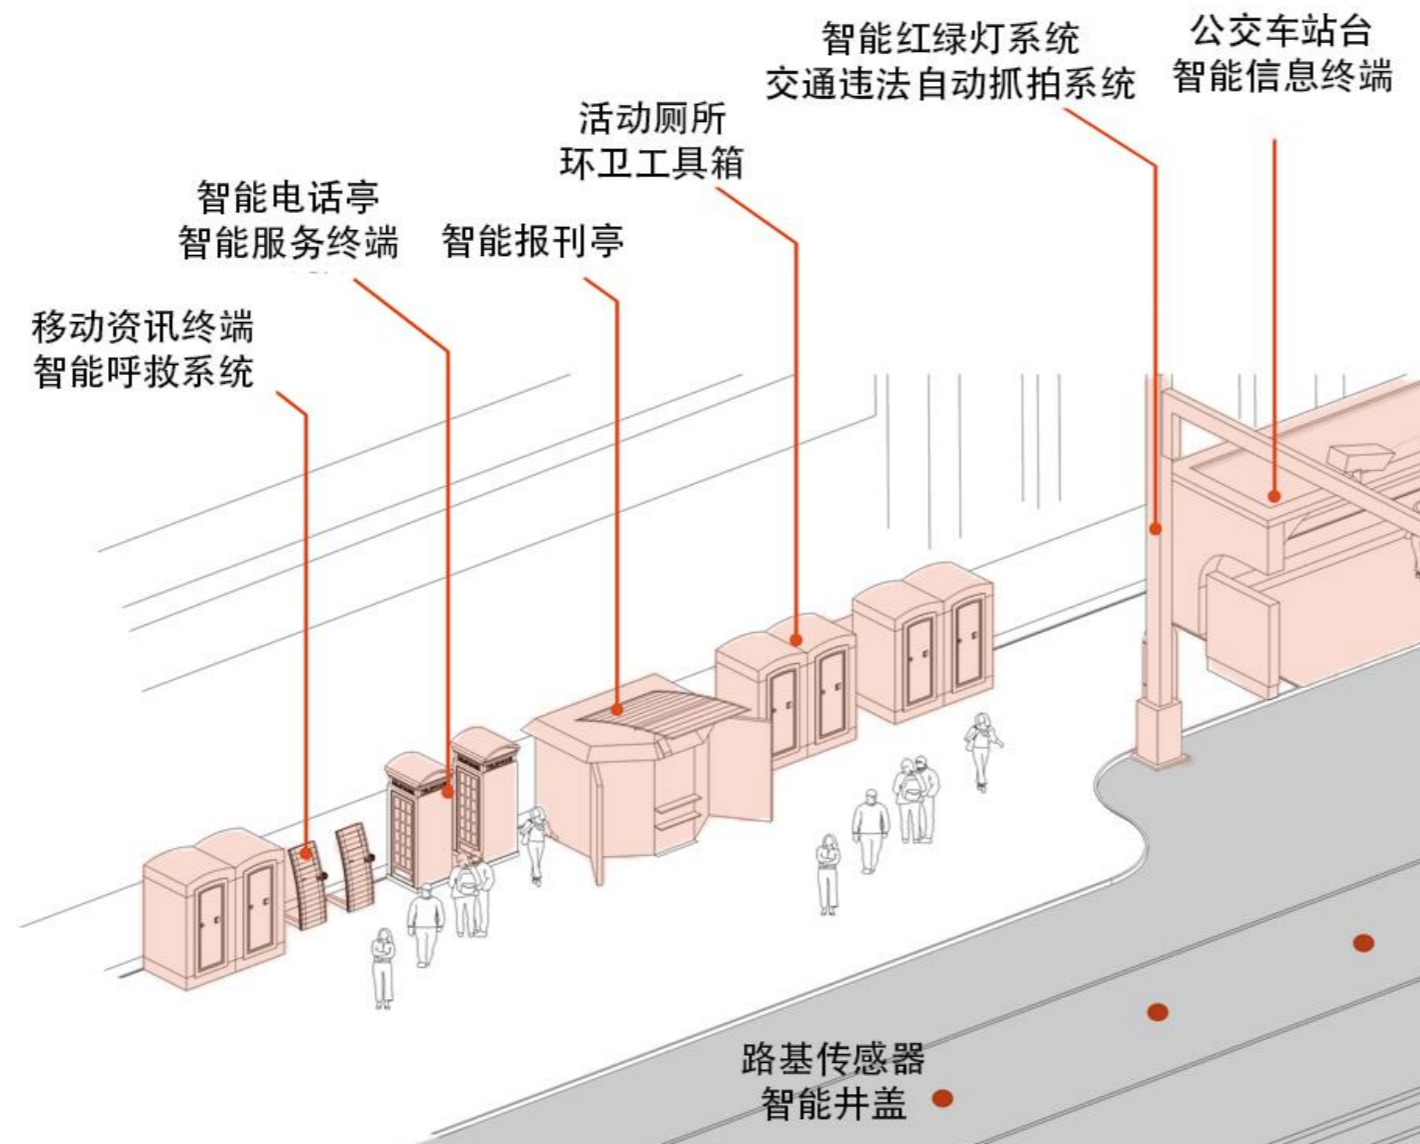 智能红绿灯系统
交通违法自动抓拍系统
公交车站台
智能信息终端
活动厕所
环卫工具箱
智能电话亭
智能服务终端
智能报刊亭
移动资讯终端
智能呼救系统
路基传感器
智能井盖